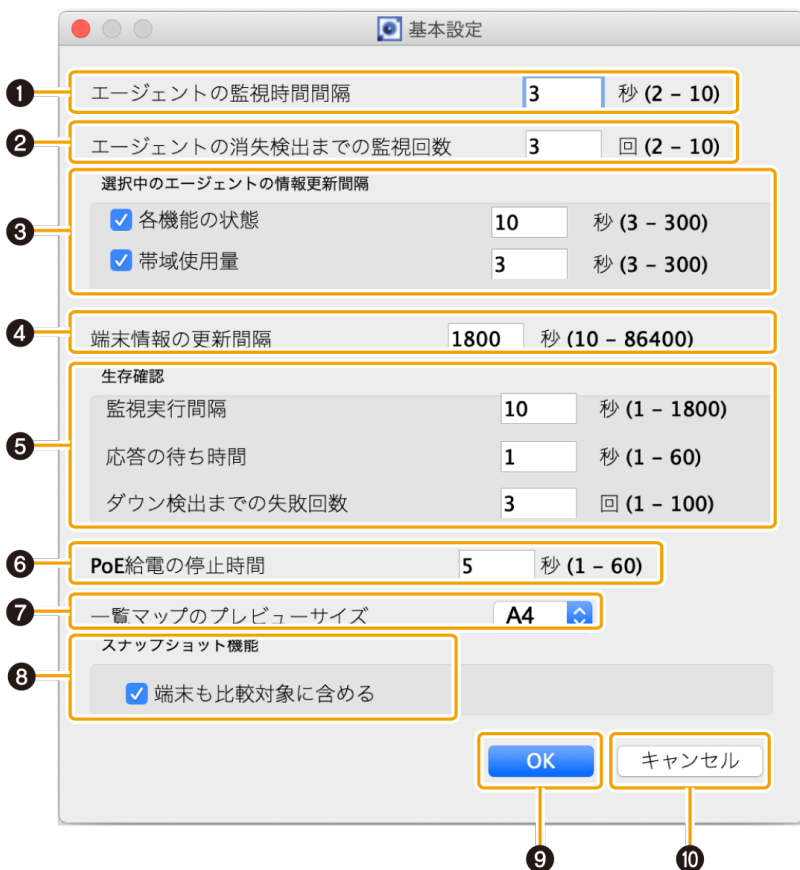 基本設定
❶ エージェントの監視時間間隔 3 秒 (2 – 10)
❷ エージェントの消失検出までの監視回数 3 回 (2 – 10)
選択中のエージェントの情報更新間隔
❸ 各機能の状態 10 秒 (3 – 300)
帯域使用量 3 秒 (3 – 300)
❹ 端末情報の更新間隔 1800 秒 (10 – 86400)
生存確認
監視実行間隔 10 秒 (1 – 1800)
❺ 応答の待ち時間 1 秒 (1 – 60)
ダウン検出までの失敗回数 3 回 (1 – 100)
❻ PoE給電の停止時間 5 秒 (1 – 60)
❼ 一覧マップのプレビューサイズ A4
スナップショット機能
❽ 端末も比較対象に含める
OK キャンセル
❾ ❿